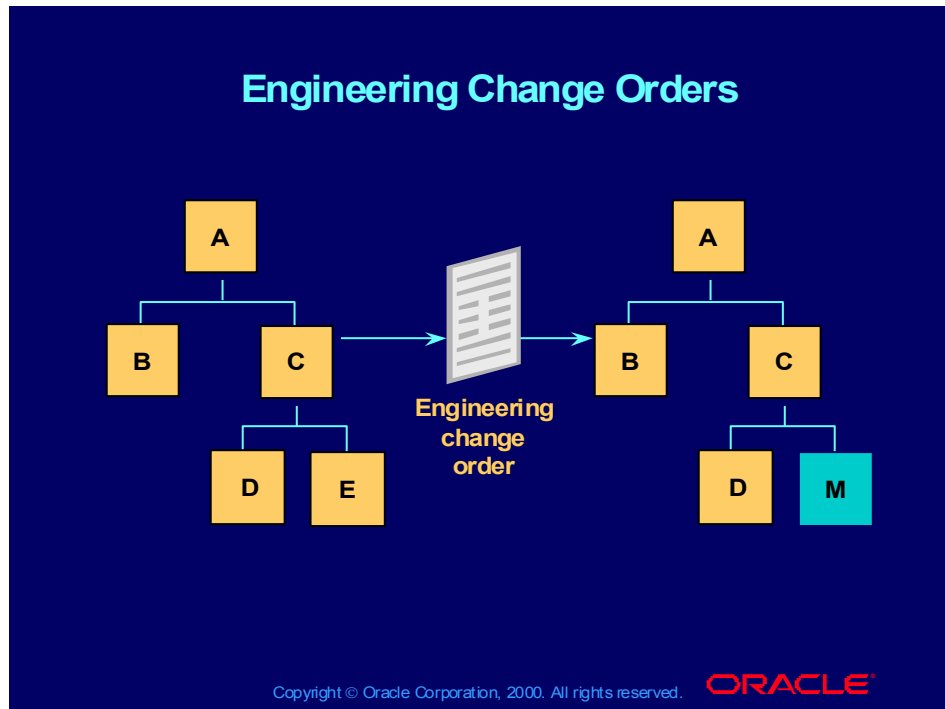 Engineering Change Orders
A
B
C
D
E
Engineering
change
order
A
B
C
D
M
Copyright © Oracle Corporation, 2000. All rights reserved.
ORACLE®